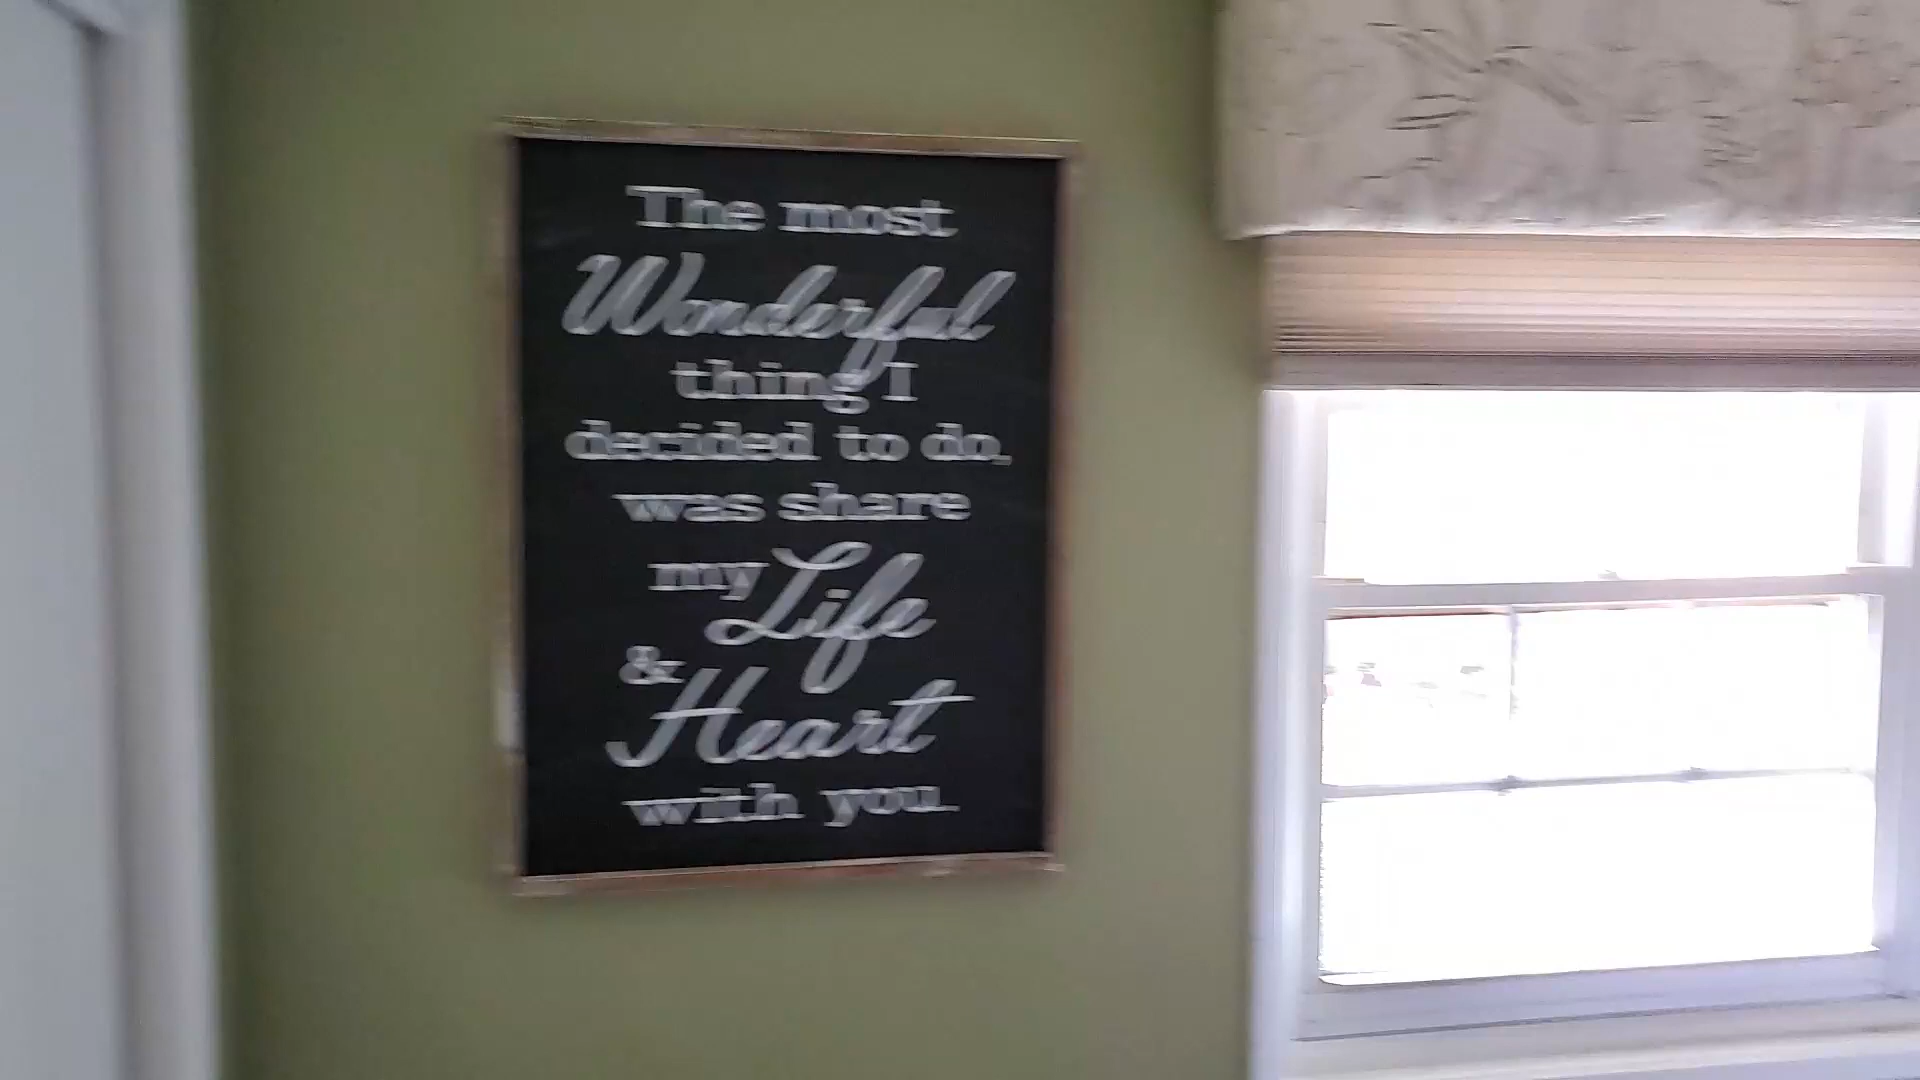 The most
Wonderful
thing I
decided to do,
was share
my Life
&
Heart
with you.